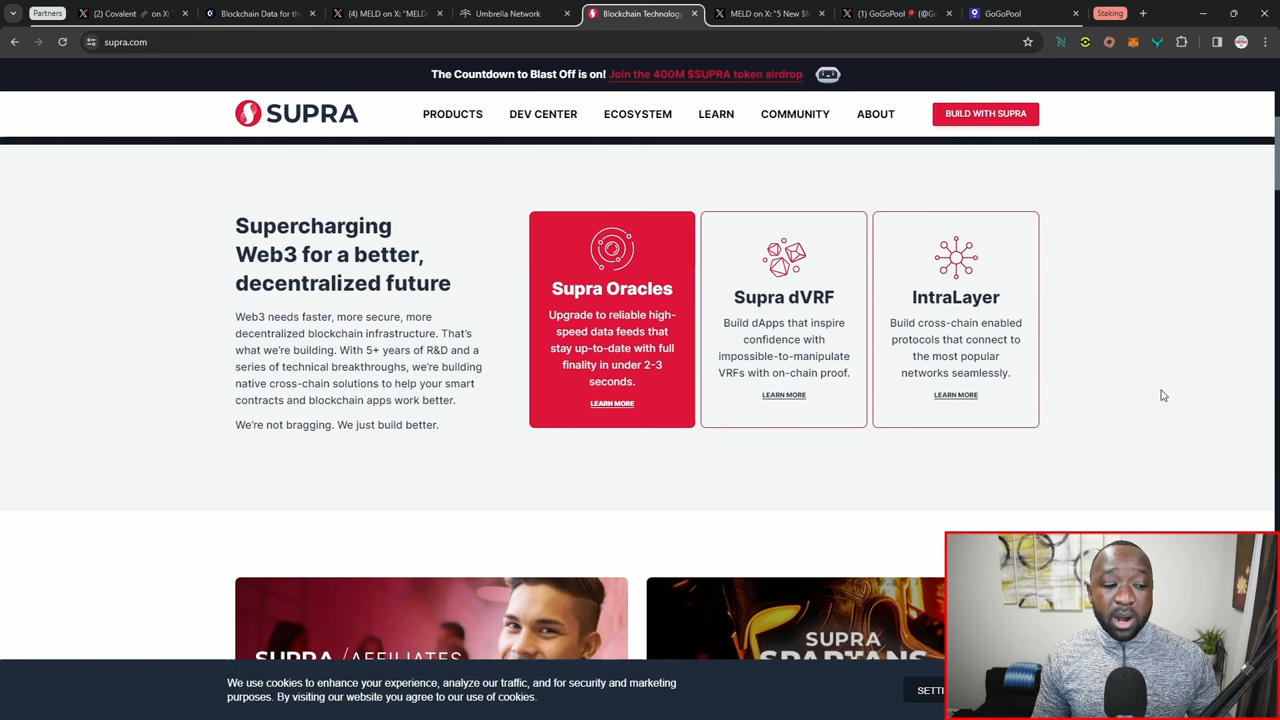 Partners
(2) Covalent on X: "
Blockchain Data for th
(4) MELD on X: "MELD
Umbrella Network
Blockchain Technology
MELD on X: "5 New $M
(1) GoGoPool (@Go
GoGoPool
Staking
supra.com
The Countdown to Blast Off is on! Join the 400M $SUPRA token airdrop
SUPRA
PRODUCTS
DEV CENTER
ECOSYSTEM
LEARN
COMMUNITY
ABOUT
BUILD WITH SUPRA
Supercharging
Web3 for a better,
decentralized future
Web3 needs faster, more secure, more
decentralized blockchain infrastructure. That's
what we're building. With 5+ years of R&D and a
series of technical breakthroughs, we're building
native cross-chain solutions to help your smart
contracts and blockchain apps work better.
We're not bragging. We just build better.
Supra Oracles
Upgrade to reliable high-
speed data feeds that
stay up-to-date with full
finality in under 2-3
seconds.
LEARN MORE
Supra dVRF
Build dApps that inspire
confidence with
impossible-to-manipulate
VRFs with on-chain proof.
LEARN MORE
IntraLayer
Build cross-chain enabled
protocols that connect to
the most popular
networks seamlessly.
LEARN MORE
SUPRA / AFFILIATES
SUPRA
SPARTANS
We use cookies to enhance your experience, analyze our traffic, and for security and marketing
purposes. By visiting our website you agree to our use of cookies.
SETTI